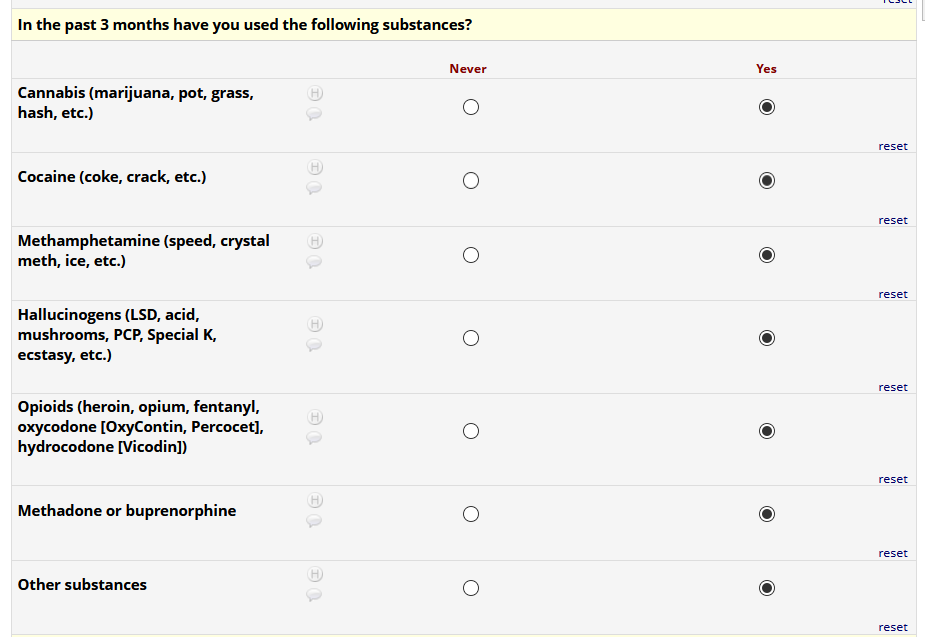 reset
In the past 3 months have you used the following substances?
Never Yes
Cannabis (marijuana, pot, grass,
hash, etc.)
H
reset
Cocaine (coke, crack, etc.)
H
reset
Methamphetamine (speed, crystal
meth, ice, etc.)
H
reset
Hallucinogens (LSD, acid,
mushrooms, PCP, Special K,
ecstasy, etc.)
H
reset
Opioids (heroin, opium, fentanyl,
oxycodone [OxyContin, Percocet],
hydrocodone [Vicodin])
H
reset
Methadone or buprenorphine
H
reset
Other substances
H
reset